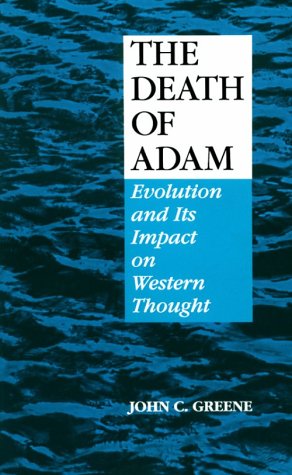 THE
DEATH
OF
ADAM
Evolution
and Its
Impact
on
Western
Thought
JOHN C. GREENE